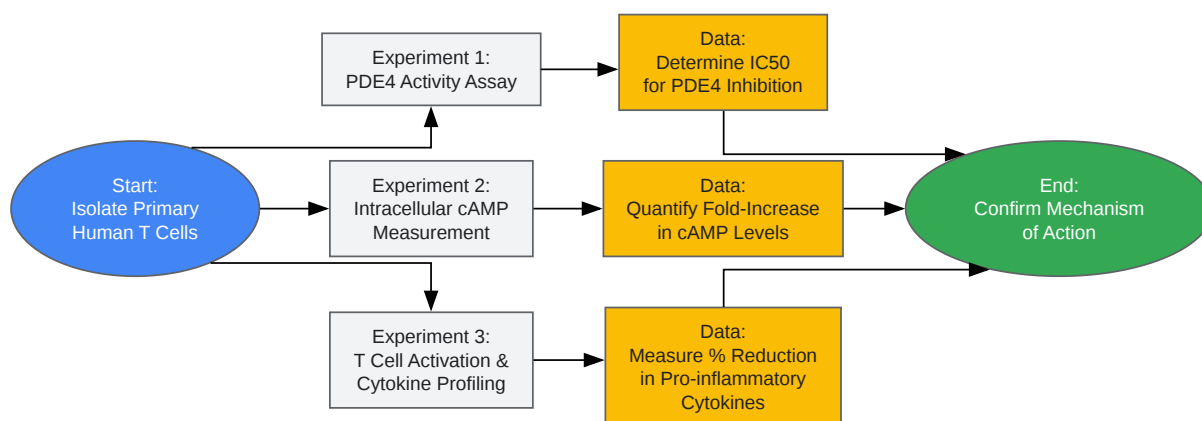 Start:
Isolate Primary
Human T Cells
Experiment 1:
PDE4 Activity Assay
Data:
Determine IC50
for PDE4 Inhibition
Experiment 2:
Intracellular cAMP
Measurement
Data:
Quantify Fold-Increase
in cAMP Levels
Experiment 3:
T Cell Activation &
Cytokine Profiling
Data:
Measure % Reduction
in Pro-inflammatory
Cytokines
End:
Confirm Mechanism
of Action